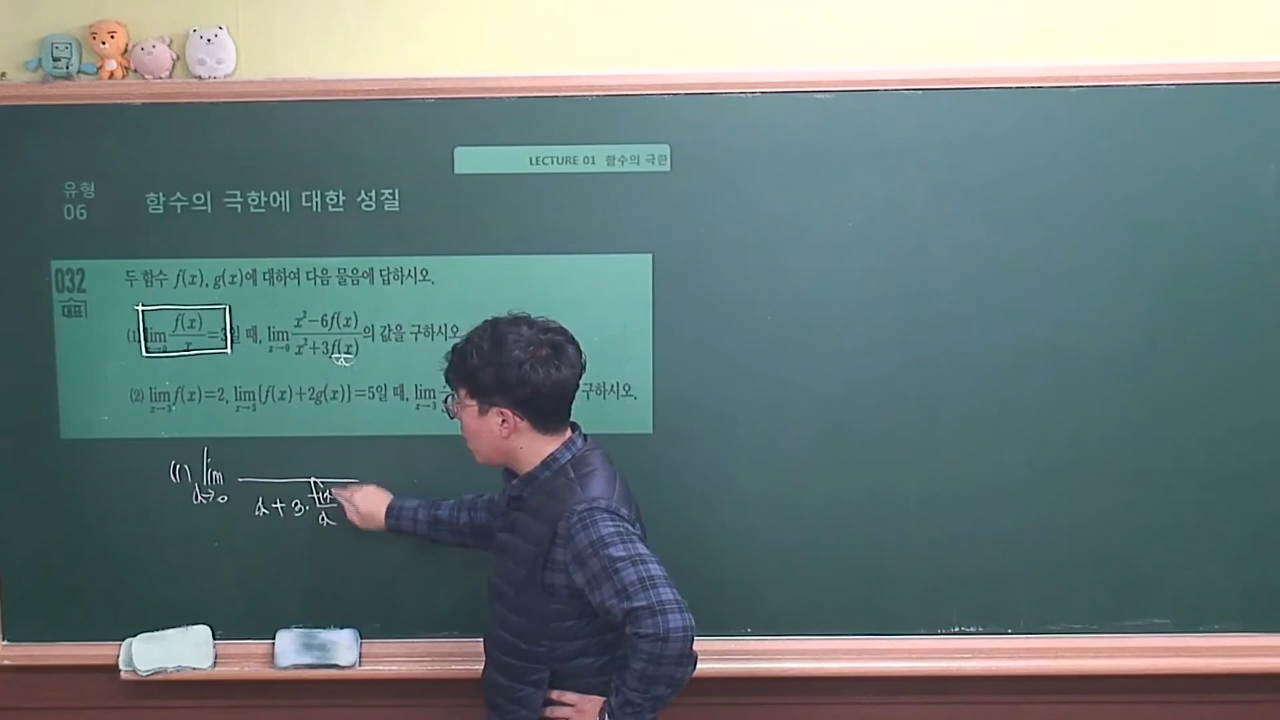 LECTURE 01 함수의 극한
유형
06
함수의 극한에 대한 성질
032
대표
두 함수 f(x), g(x)에 대하여 다음 물음에 답하시오.
(1) lim x→0 f(x)/x=3일 때, lim x→0 (x²-6f(x))/(x²+3f(x))의 값을 구하시오
x
(2) lim x→3 f(x)=2, lim x→3 {f(x)+2g(x)}=5일 때, lim x→3 구하시오.
(1) lim x→0
x+3·f(x)/x